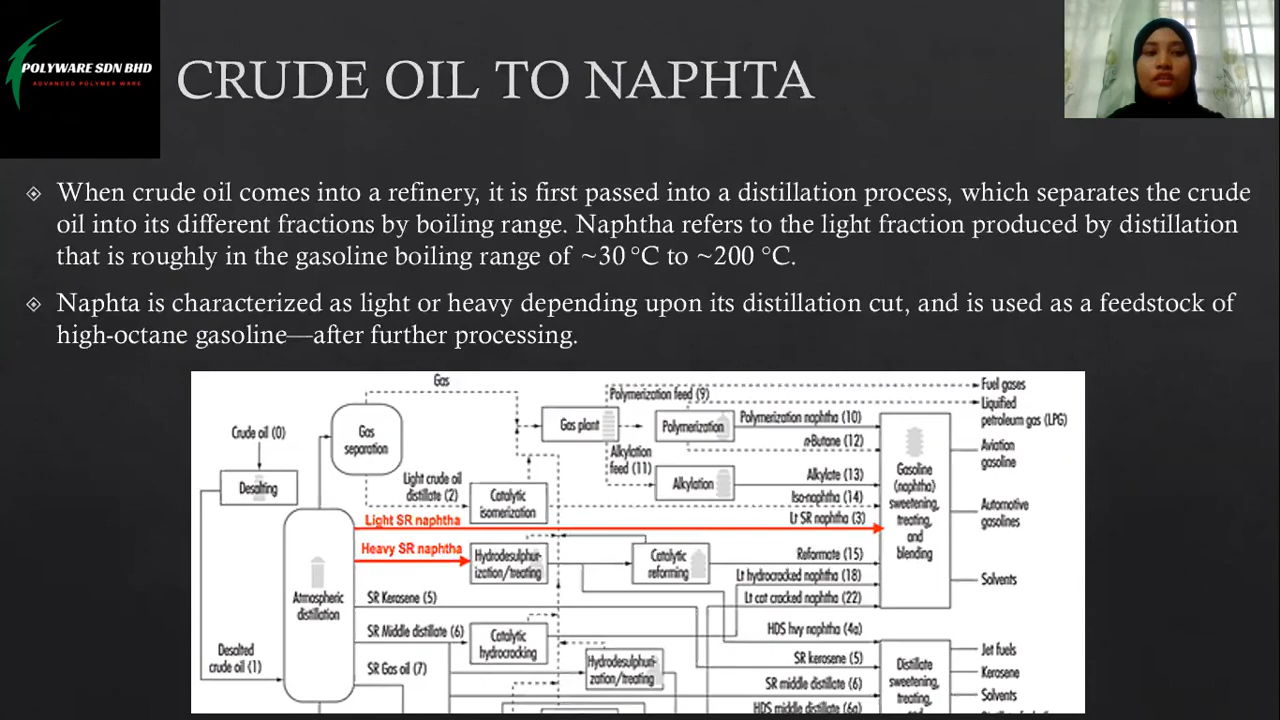 POLYWARE SDN BHD
ADVANCED POLYMER WARE
CRUDE OIL TO NAPHTA
When crude oil comes into a refinery, it is first passed into a distillation process, which separates the crude
oil into its different fractions by boiling range. Naphtha refers to the light fraction produced by distillation
that is roughly in the gasoline boiling range of ~30 °C to ~200 °C.
Naphta is characterized as light or heavy depending upon its distillation cut, and is used as a feedstock of
high-octane gasoline—after further processing.
Gas
Polymerization feed (9)
Fuel gases
Liquified
petroleum gas (LPG)
Crude oil (0)
Gas
separation
Gas plant
Polymerization
Polymerization naphtha (10)
n-Butane (12)
Aviation
gasoline
Alkylation
feed (11)
Desalting
Light crude oil
distillate (2)
Catalytic
isomerization
Alkylation
Alkylate (13)
Iso-naphtha (14)
Gasoline
(naphtha)
sweetening,
treating,
and
blending
Automotive
gasolines
Light SR naphtha
Lt SR naphtha (3)
Heavy SR naphtha
Hydrodesulphur-
ization/treating
Catalytic
reforming
Reformate (15)
Lt hydrocracked naphtha (18)
Solvents
Atmospheric
distillation
SR Kerosene (5)
Lt cat cracked naphtha (22)
SR Middle distillate (6)
Catalytic
hydrocracking
HDS hvy naphtha (4a)
Desalted
crude oil (1)
SR Gas oil (7)
Hydrodesulphuri-
zation/treating
SR kerosene (5)
SR middle distillate (6)
HDS middle distillate (6a)
Distillate
sweetening,
treating,
Jet fuels
Kerosene
Solvents